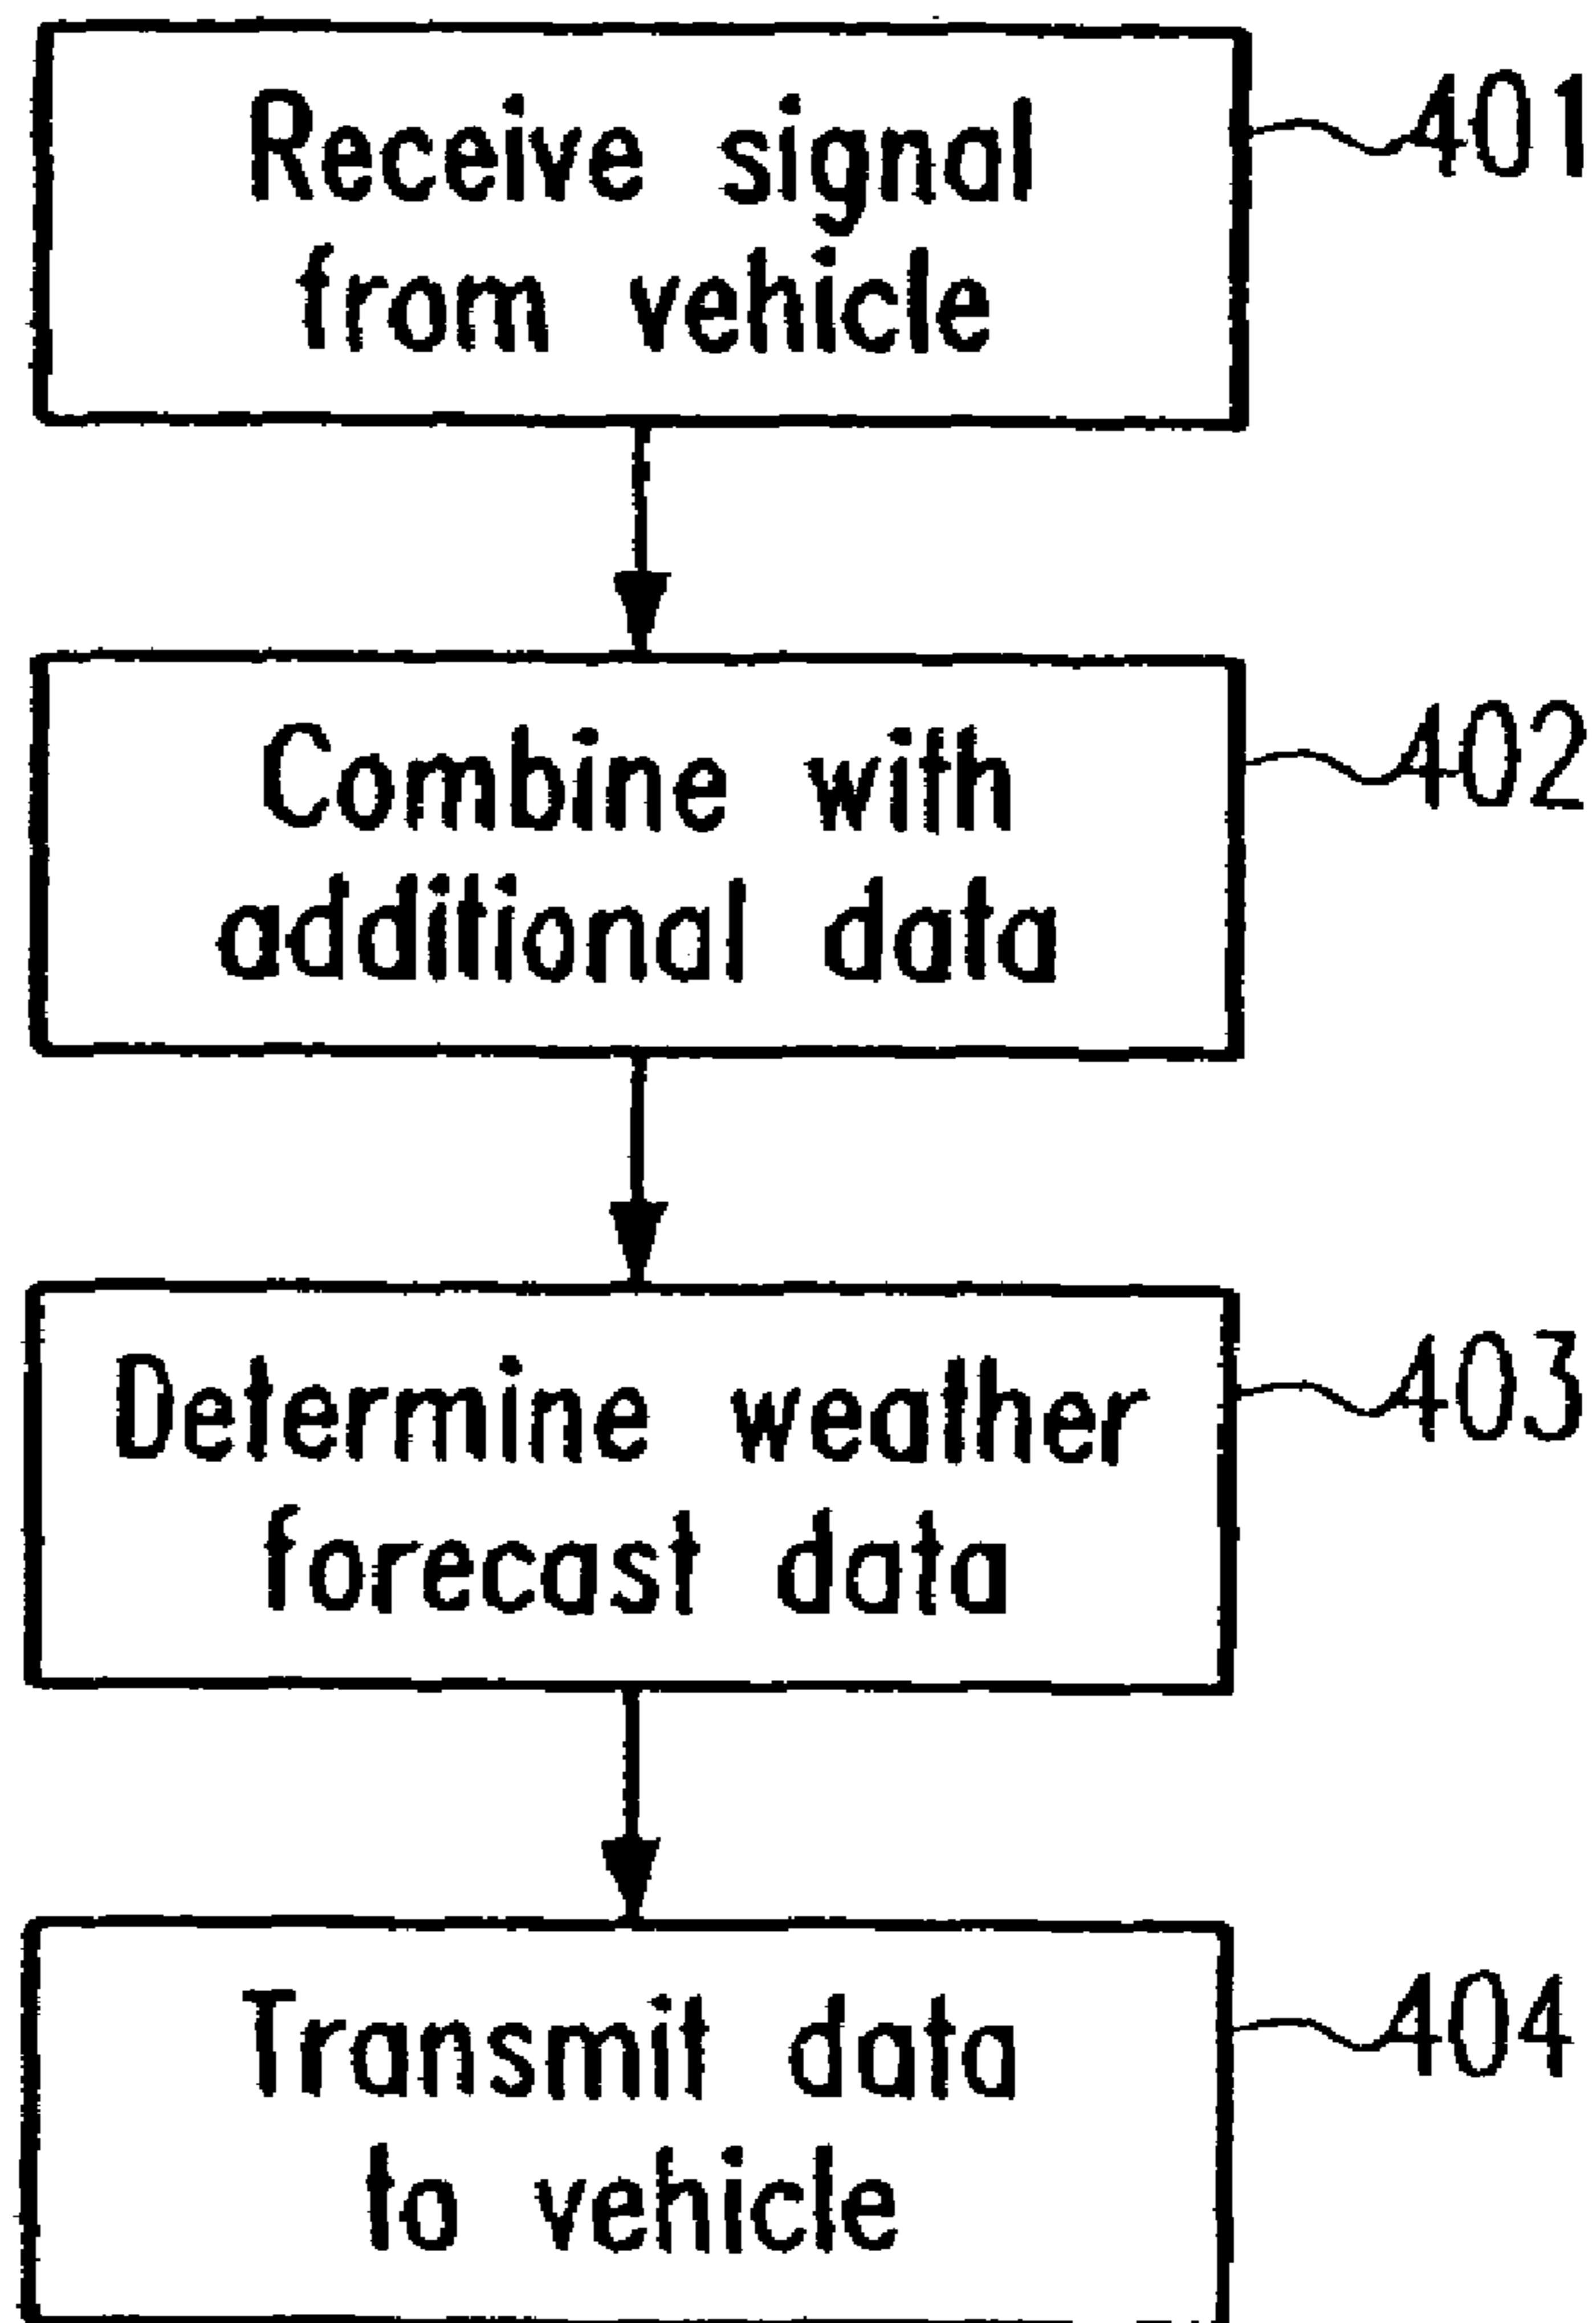 Receive signal
from vehicle
401
Combine with
additional data
402
Determine weather
forecast data
403
Transmit data
to vehicle
404